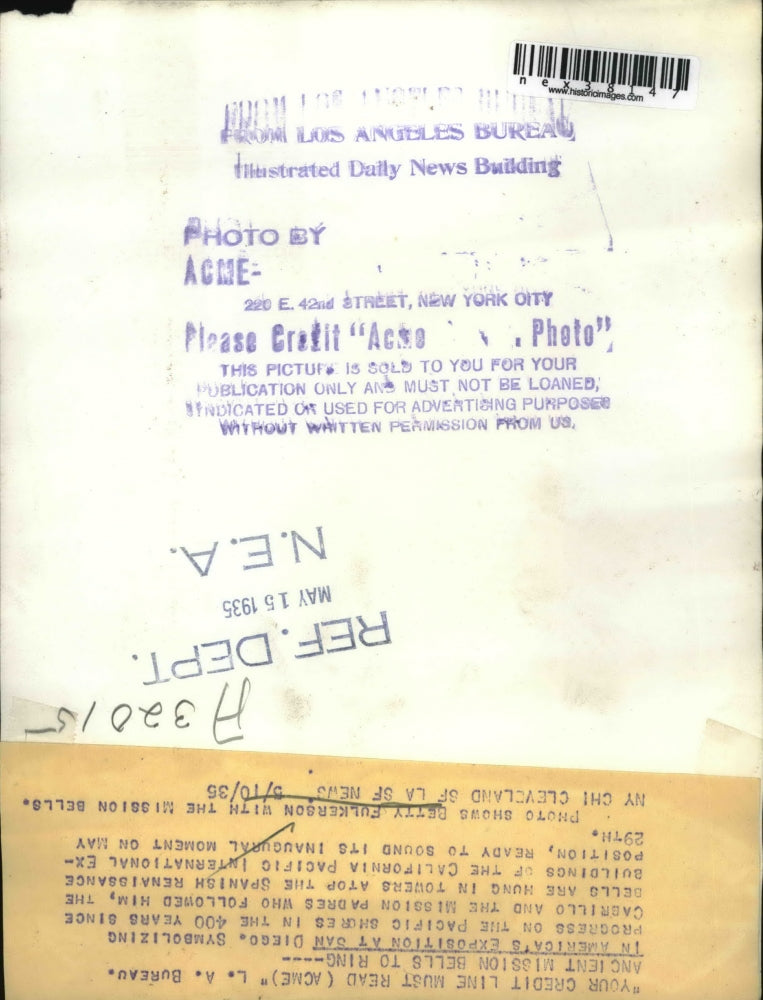 nex38147
www.historicimages.com
FROM LOS ANGELES BUREAU
Illustrated Daily News Building
PHOTO BY
ACME-
220 E. 42nd STREET, NEW YORK CITY
Please Credit "Acme Photo"
THIS PICTURE IS SOLD TO YOU FOR YOUR
PUBLICATION ONLY AND MUST NOT BE LOANED,
SYNDICATED OR USED FOR ADVERTISING PURPOSES
WITHOUT WRITTEN PERMISSION FROM US.
A32015
REF. DEPT.
MAY 15 1935
N.E.A.
"YOUR CREDIT LINE MUST READ (ACME)" L. A. BUREAU.
ANCIENT MISSION BELLS TO RING----
IN AMERICA'S EXPOSITION AT SAN DIEGO. SYMBOLIZING
PROGRESS ON THE PACIFIC SHORES IN THE 400 YEARS SINCE
CABRILLO AND THE MISSION PADRES WHO FOLLOWED HIM, THE
BELLS ARE HUNG IN TOWERS ATOP THE SPANISH RENAISSANCE
BUILDINGS OF THE CALIFORNIA PACIFIC INTERNATIONAL EX-
POSITION, READY TO SOUND ITS INAUGURAL MOMENT ON MAY
29TH.
PHOTO SHOWS BETTY FULKERSON WITH THE MISSION BELLS.
NY CHI CLEVELAND SF LA SF NEWS. 5/10/35